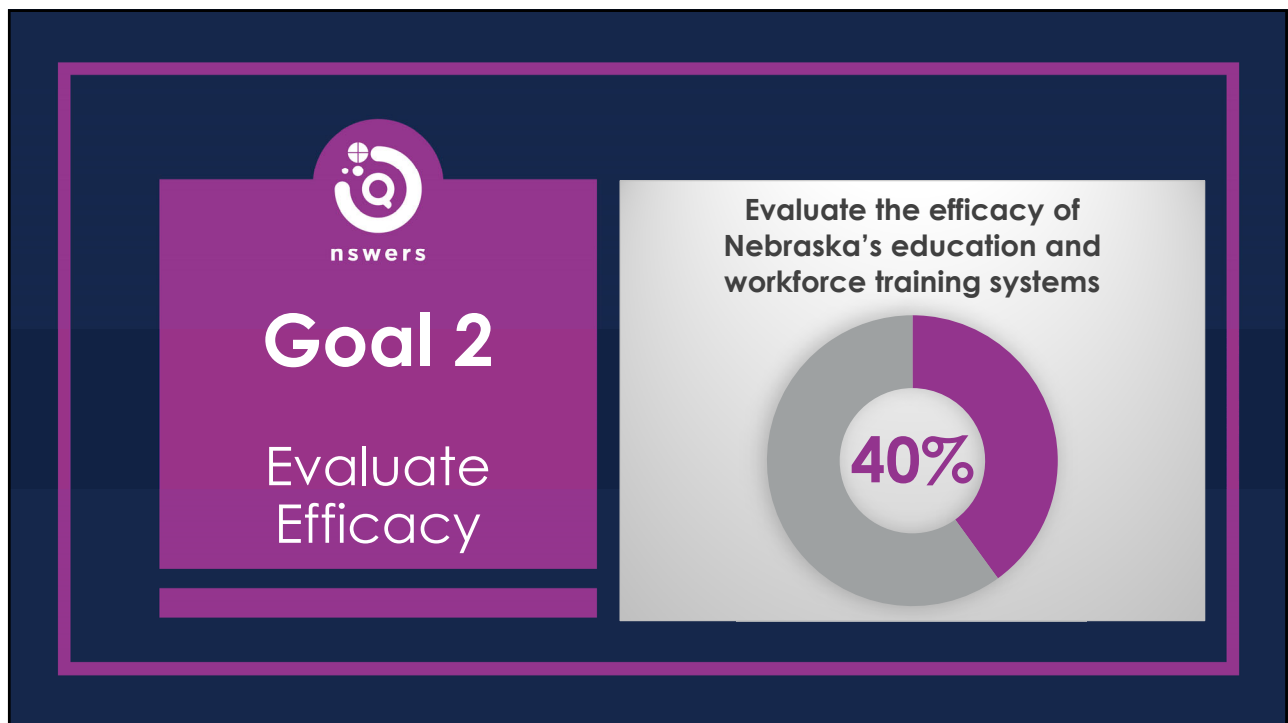 nswers
Goal 2
Evaluate
Efficacy
Evaluate the efficacy of
Nebraska’s education and
workforce training systems
40%